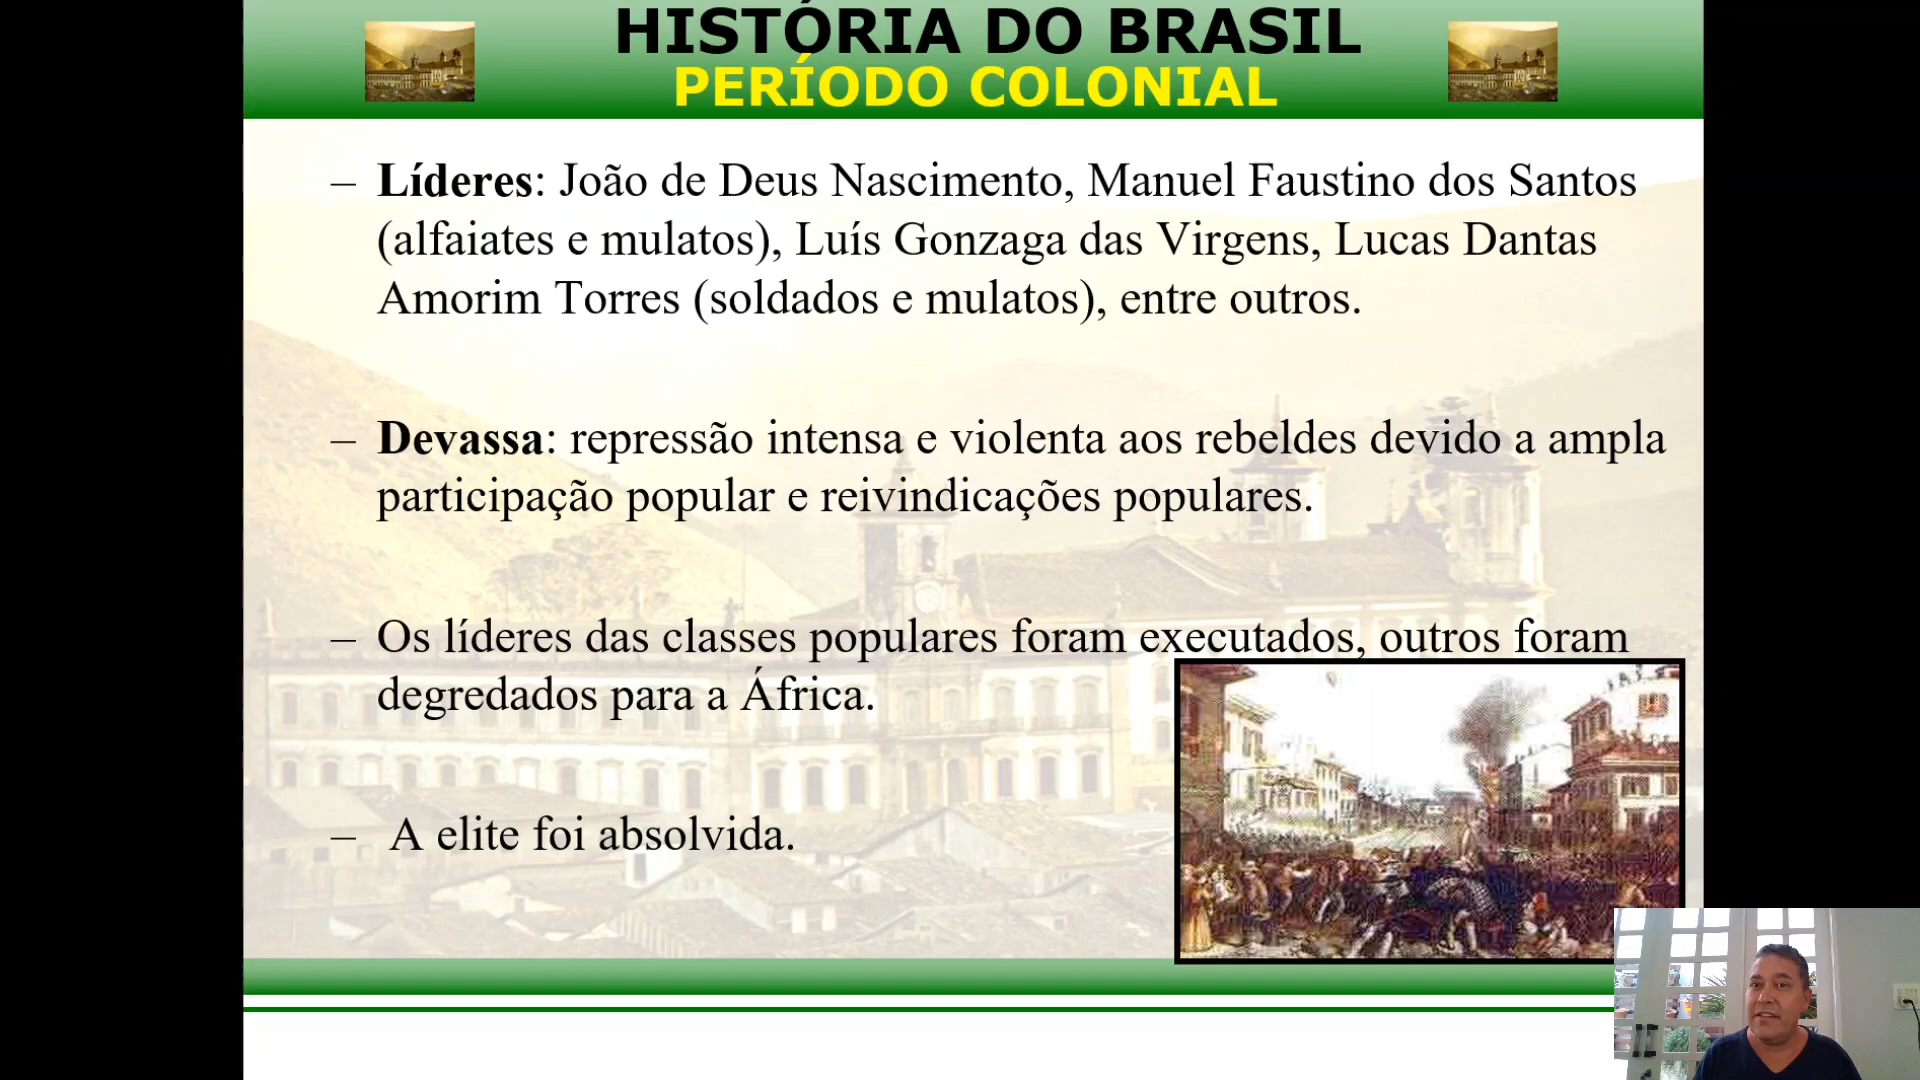 HISTÓRIA DO BRASIL
PERÍODO COLONIAL
– Líderes: João de Deus Nascimento, Manuel Faustino dos Santos
(alfaiates e mulatos), Luís Gonzaga das Virgens, Lucas Dantas
Amorim Torres (soldados e mulatos), entre outros.
– Devassa: repressão intensa e violenta aos rebeldes devido a ampla
participação popular e reivindicações populares.
– Os líderes das classes populares foram executados, outros foram
degredados para a África.
– A elite foi absolvida.